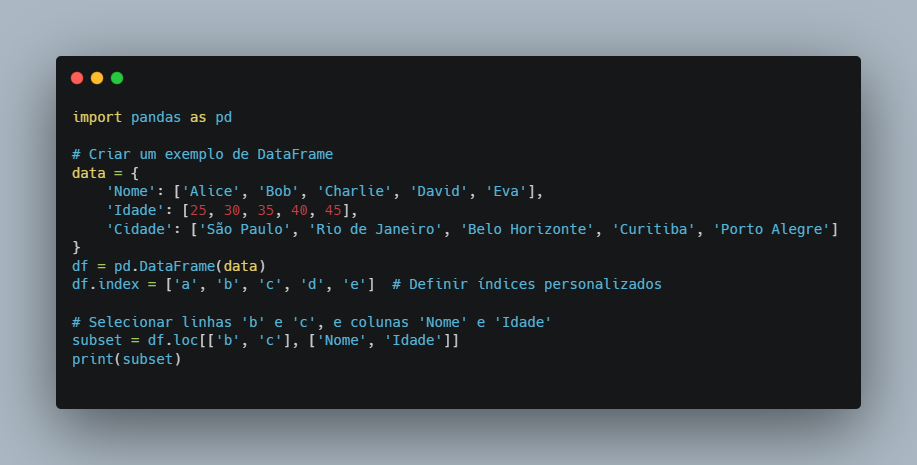 import pandas as pd
# Criar um exemplo de DataFrame
data = {
    'Nome': ['Alice', 'Bob', 'Charlie', 'David', 'Eva'],
    'Idade': [25, 30, 35, 40, 45],
    'Cidade': ['São Paulo', 'Rio de Janeiro', 'Belo Horizonte', 'Curitiba', 'Porto Alegre']
}
df = pd.DataFrame(data)
df.index = ['a', 'b', 'c', 'd', 'e']  # Definir índices personalizados
# Selecionar linhas 'b' e 'c', e colunas 'Nome' e 'Idade'
subset = df.loc[['b', 'c'], ['Nome', 'Idade']]
print(subset)